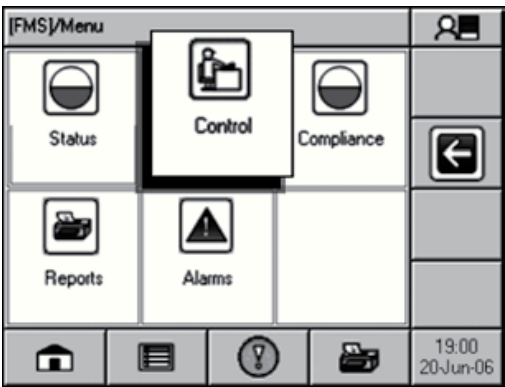 [FMS]/Menu
Status
Control
Compliance
Reports
Alarms
?
19:00
20-Jun-06